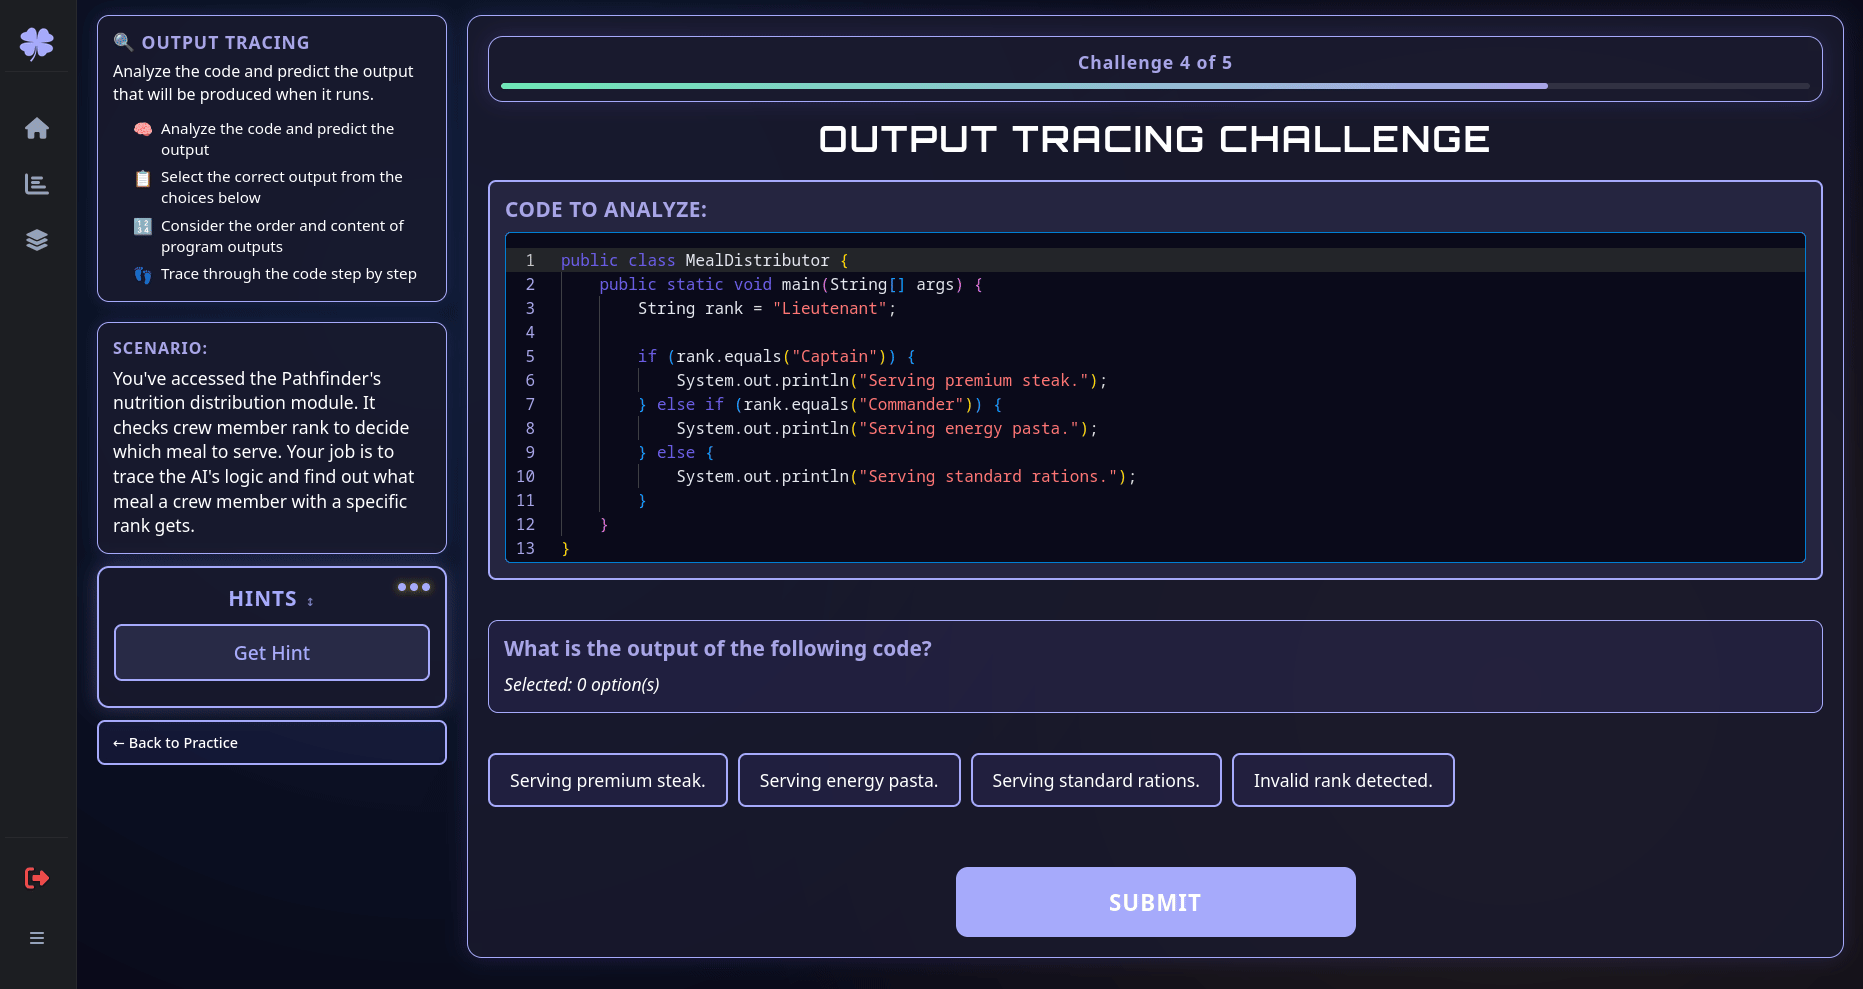 🔍 OUTPUT TRACING
Analyze the code and predict the output
that will be produced when it runs.
Analyze the code and predict the
output
Select the correct output from the
choices below
Consider the order and content of
program outputs
Trace through the code step by step
SCENARIO:
You've accessed the Pathfinder's
nutrition distribution module. It
checks crew member rank to decide
which meal to serve. Your job is to
trace the AI's logic and find out what
meal a crew member with a specific
rank gets.
HINTS ↕
Get Hint
← Back to Practice
Challenge 4 of 5
OUTPUT TRACING CHALLENGE
CODE TO ANALYZE:
1 public class MealDistributor {
2     public static void main(String[] args) {
3         String rank = "Lieutenant";
4
5         if (rank.equals("Captain")) {
6             System.out.println("Serving premium steak.");
7         } else if (rank.equals("Commander")) {
8             System.out.println("Serving energy pasta.");
9         } else {
10             System.out.println("Serving standard rations.");
11         }
12     }
13 }
What is the output of the following code?
Selected: 0 option(s)
Serving premium steak.
Serving energy pasta.
Serving standard rations.
Invalid rank detected.
SUBMIT